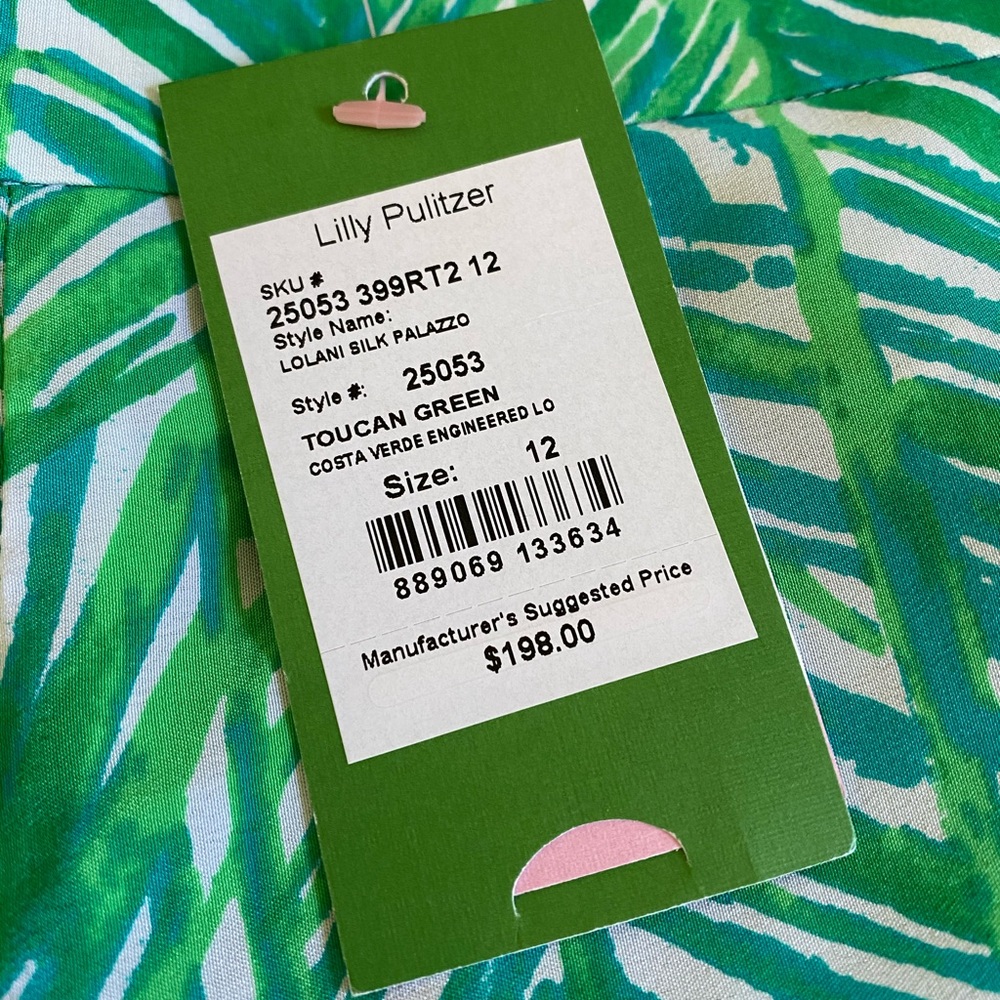 Lilly Pulitzer
SKU #
25053 399RT2 12
Style Name:
LOLANI SILK PALAZZO
Style #: 25053
TOUCAN GREEN
COSTA VERDE ENGINEERED LO
Size: 12
889069 133634
Manufacturer's Suggested Price
$198.00